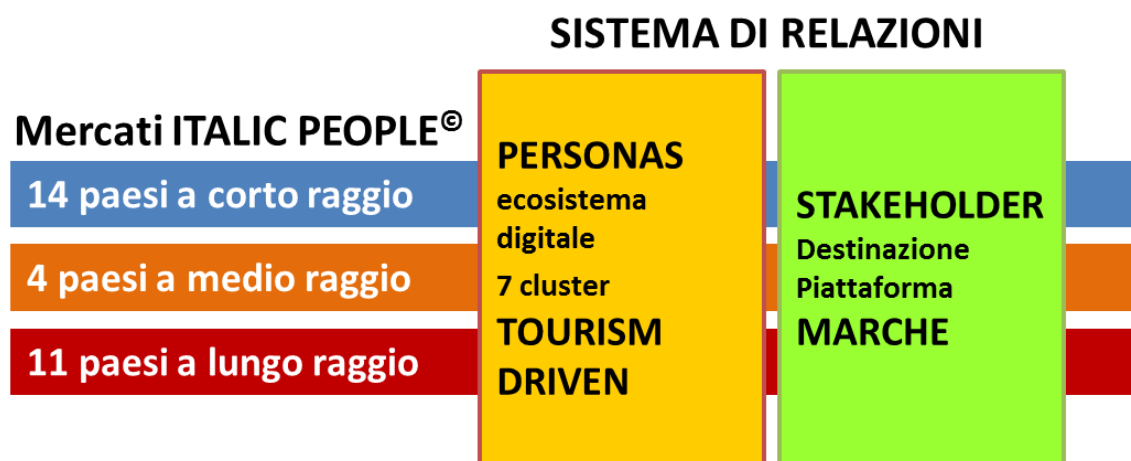 SISTEMA DI RELAZIONI
Mercati ITALIC PEOPLE©
14 paesi a corto raggio
4 paesi a medio raggio
11 paesi a lungo raggio
PERSONAS
ecosistema
digitale
7 cluster
TOURISM
DRIVEN
STAKEHOLDER
Destinazione
Piattaforma
MARCHE